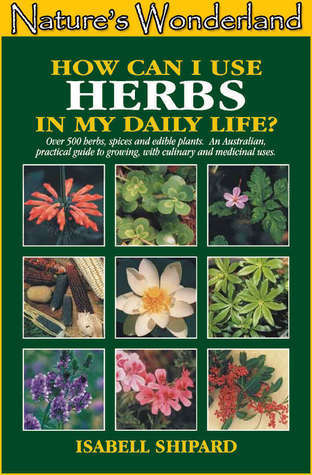 Nature's Wonderland
HOW CAN I USE
HERBS
IN MY DAILY LIFE?
Over 500 herbs, spices and edible plants. An Australian,
practical guide to growing, with culinary and medicinal uses.
ISABELL SHIPARD